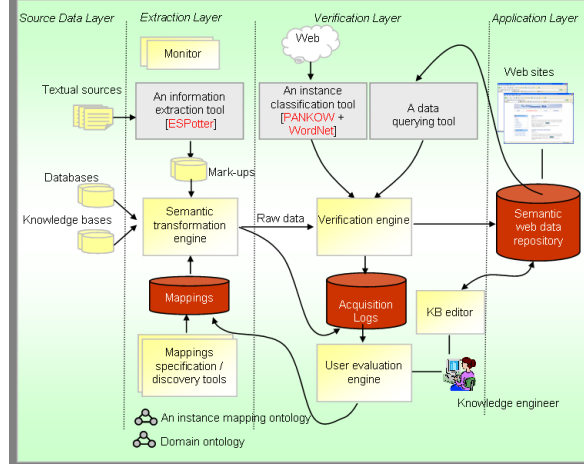 Source Data Layer
Extraction Layer
Verification Layer
Application Layer
Web
Monitor
Web sites
Textual sources
An information
extraction tool
[ESPotter]
An instance
classification tool
[PANKOW +
WordNet]
A data
querying tool
Mark-ups
Databases
Knowledge bases
Semantic
transformation
engine
Raw data
Verification engine
Semantic
web data
repository
Mappings
Acquisition
Logs
KB editor
Mappings
specification /
discovery tools
User evaluation
engine
Knowledge engineer
An instance mapping ontology
Domain ontology